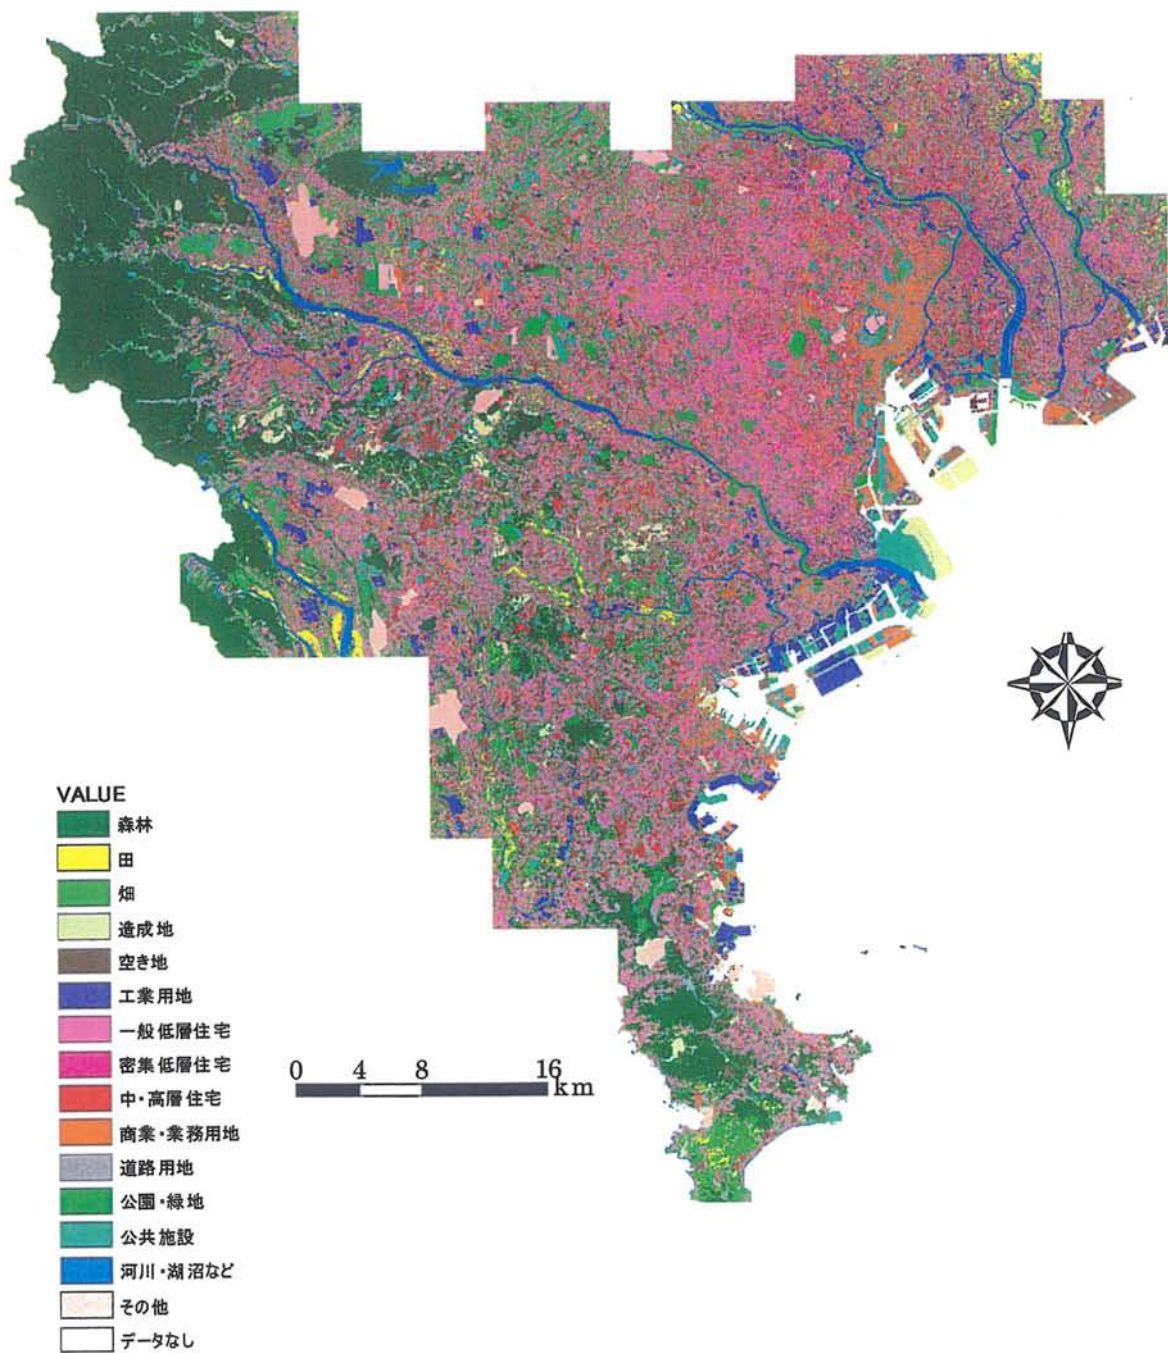 VALUE
森林
田
畑
造成地
空き地
工業用地
一般低層住宅
密集低層住宅
中・高層住宅
商業・業務用地
道路用地
公園・緑地
公共施設
河川・湖沼など
その他
データなし
0 4 8 16
km